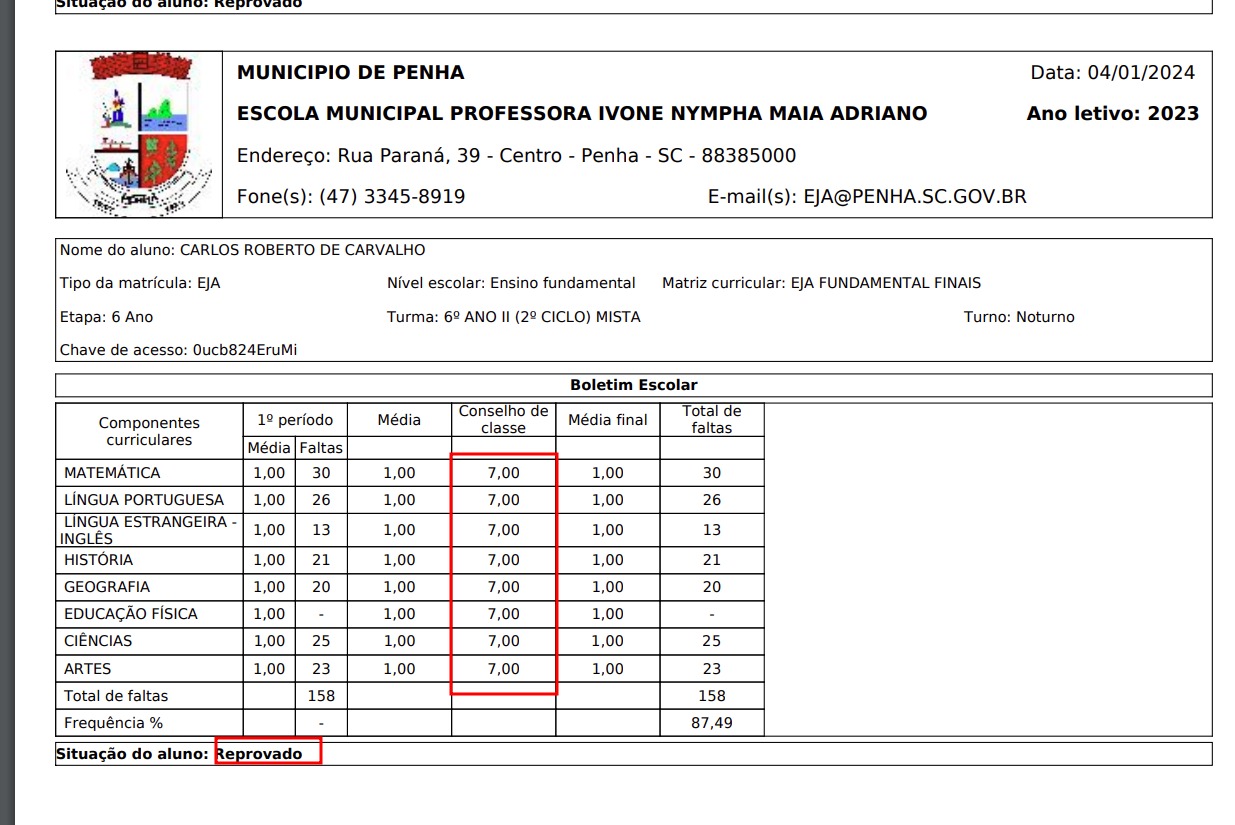 Situação do aluno: Reprovado
MUNICIPIO DE PENHA
Data: 04/01/2024
ESCOLA MUNICIPAL PROFESSORA IVONE NYMPHA MAIA ADRIANO
Ano letivo: 2023
Endereço: Rua Paraná, 39 - Centro - Penha - SC - 88385000
Fone(s): (47) 3345-8919
E-mail(s): EJA@PENHA.SC.GOV.BR
PENHA
Nome do aluno: CARLOS ROBERTO DE CARVALHO
Tipo da matrícula: EJA Nível escolar: Ensino fundamental Matriz curricular: EJA FUNDAMENTAL FINAIS
Etapa: 6 Ano Turma: 6º ANO II (2º CICLO) MISTA Turno: Noturno
Chave de acesso: 0ucb824EruMi
Boletim Escolar
Componentes curriculares 1º período Média Conselho de classe Média final Total de faltas
Média Faltas
MATEMÁTICA 1,00 30 1,00 7,00 1,00 30
LÍNGUA PORTUGUESA 1,00 26 1,00 7,00 1,00 26
LÍNGUA ESTRANGEIRA -
INGLÊS 1,00 13 1,00 7,00 1,00 13
HISTÓRIA 1,00 21 1,00 7,00 1,00 21
GEOGRAFIA 1,00 20 1,00 7,00 1,00 20
EDUCAÇÃO FÍSICA 1,00 - 1,00 7,00 1,00 -
CIÊNCIAS 1,00 25 1,00 7,00 1,00 25
ARTES 1,00 23 1,00 7,00 1,00 23
Total de faltas 158 158
Frequência % - 87,49
Situação do aluno: Reprovado